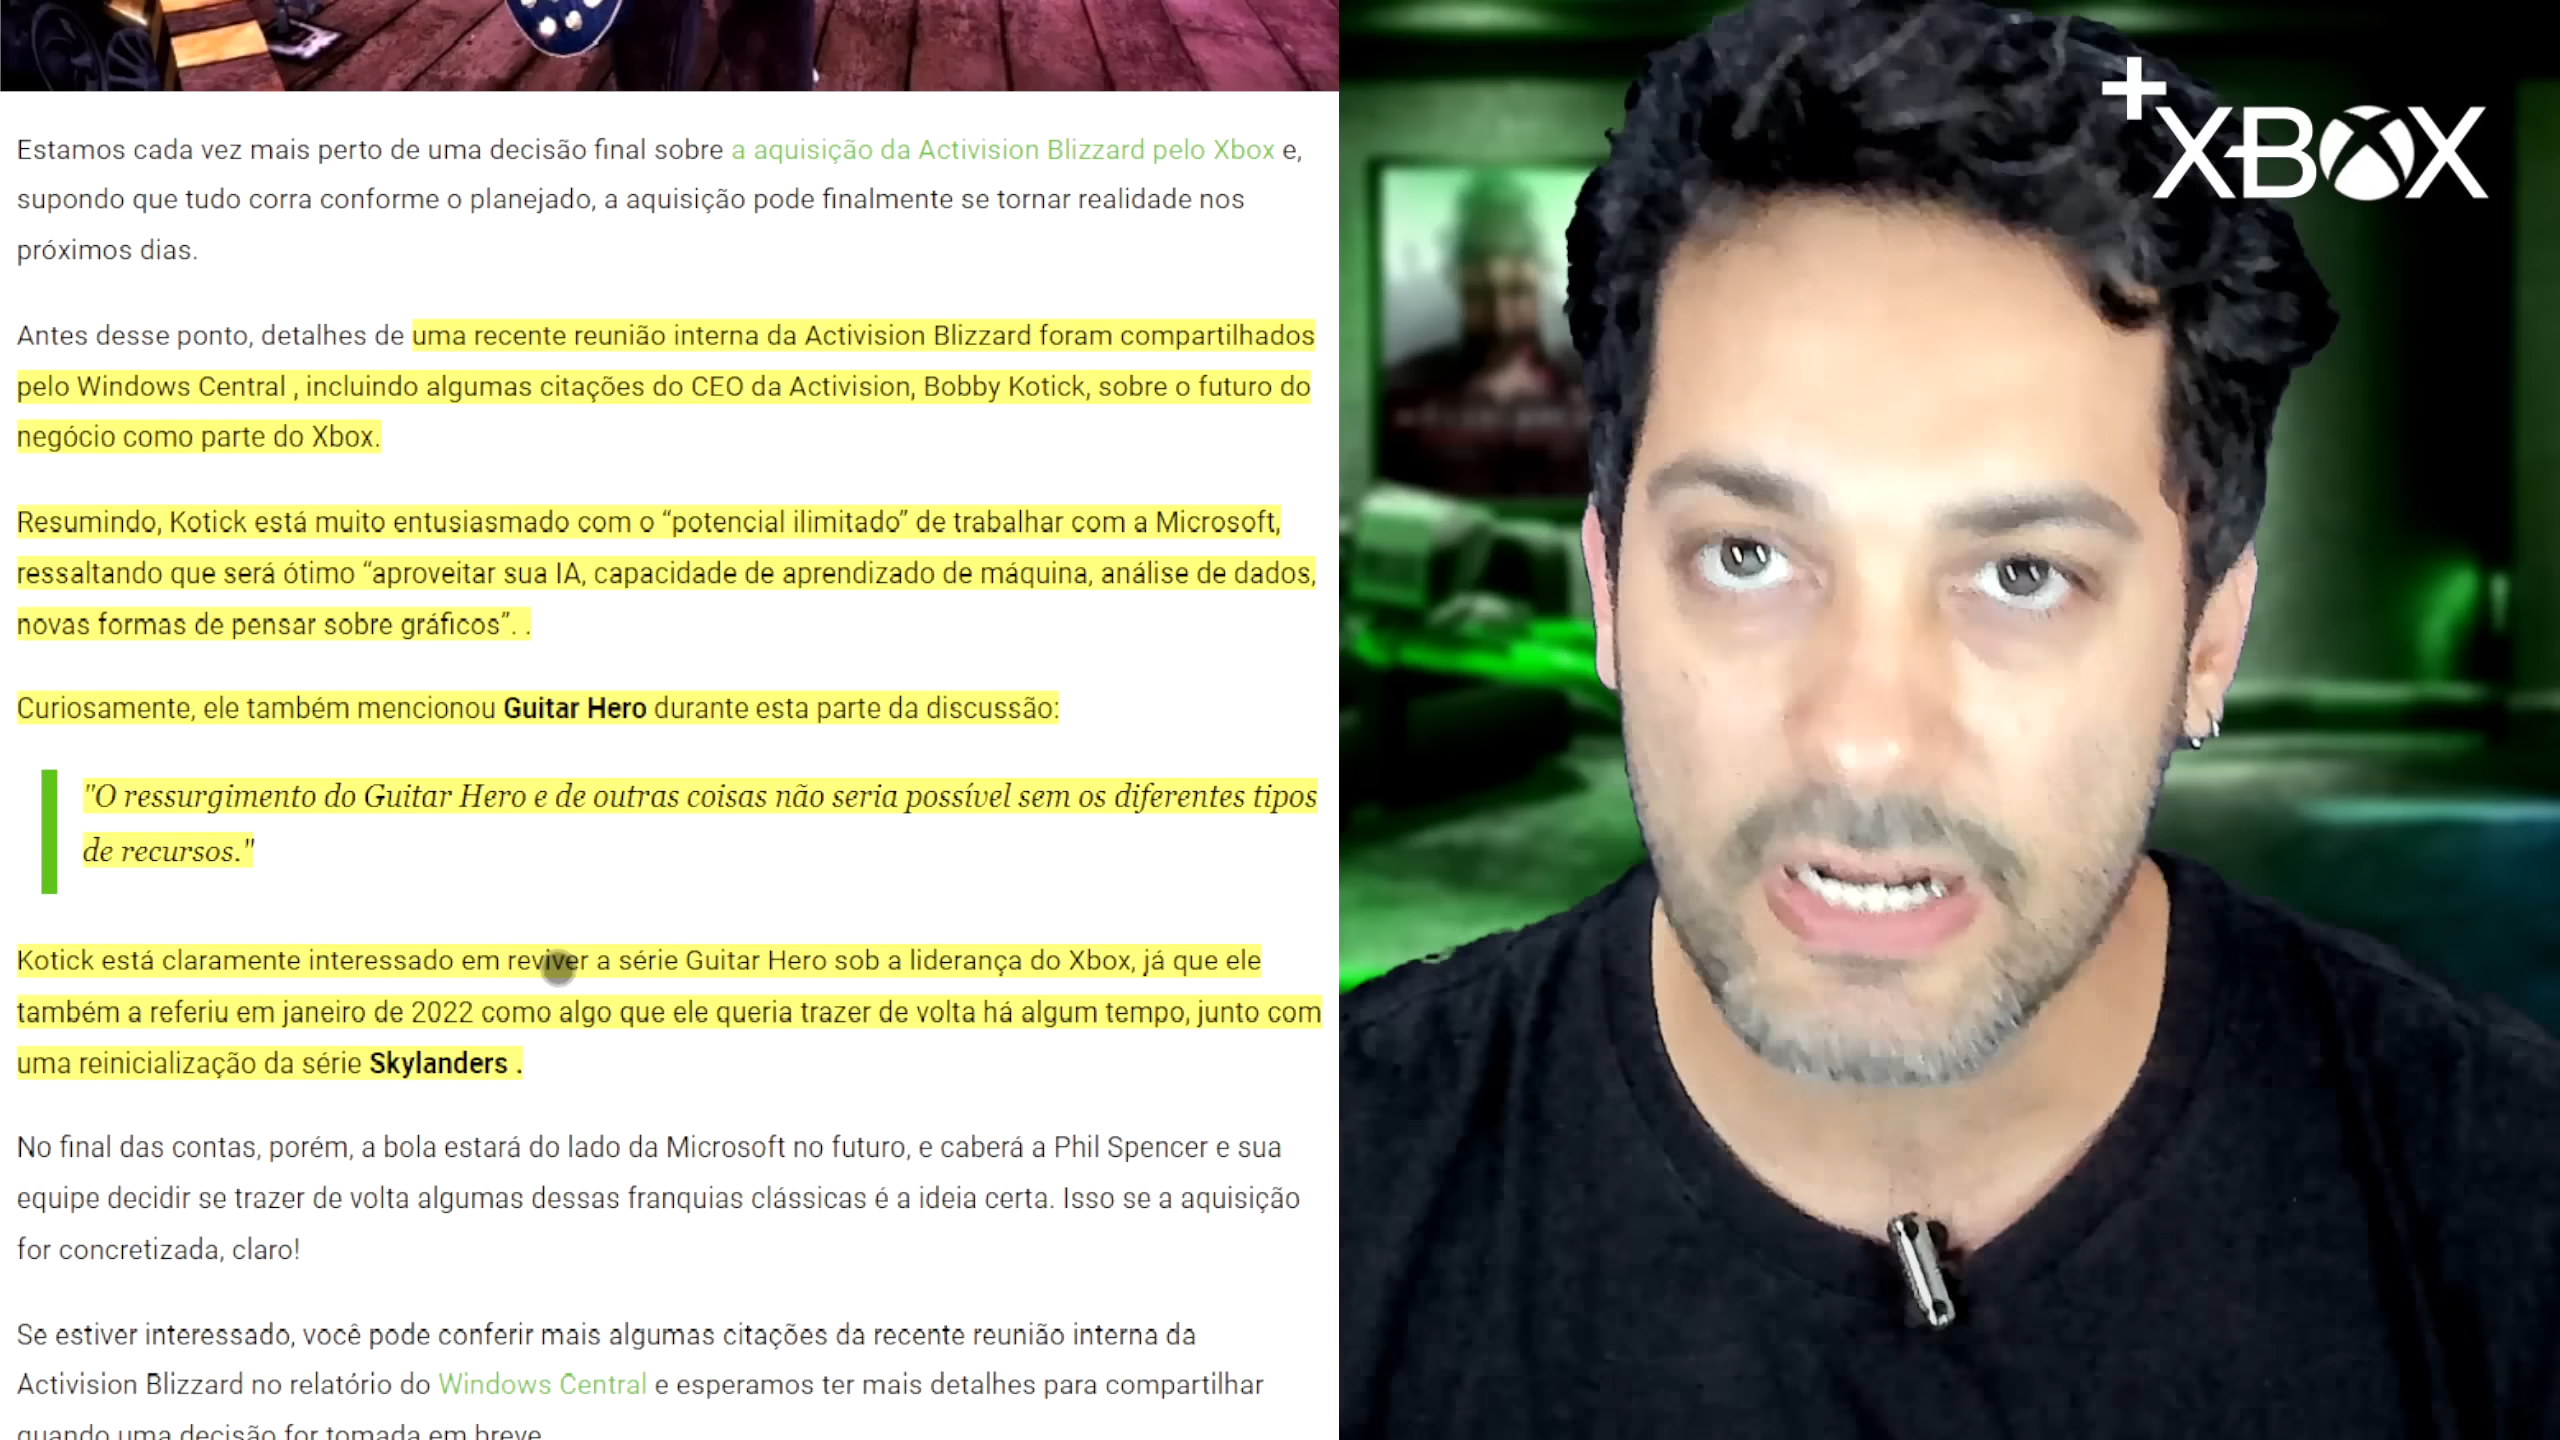 Estamos cada vez mais perto de uma decisão final sobre a aquisição da Activision Blizzard pelo Xbox e,
supondo que tudo corra conforme o planejado, a aquisição pode finalmente se tornar realidade nos
próximos dias.
Antes desse ponto, detalhes de uma recente reunião interna da Activision Blizzard foram compartilhados
pelo Windows Central , incluindo algumas citações do CEO da Activision, Bobby Kotick, sobre o futuro do
negócio como parte do Xbox.
Resumindo, Kotick está muito entusiasmado com o “potencial ilimitado” de trabalhar com a Microsoft,
ressaltando que será ótimo “aproveitar sua IA, capacidade de aprendizado de máquina, análise de dados,
novas formas de pensar sobre gráficos”. .
Curiosamente, ele também mencionou Guitar Hero durante esta parte da discussão:
"O ressurgimento do Guitar Hero e de outras coisas não seria possível sem os diferentes tipos
de recursos."
Kotick está claramente interessado em reviver a série Guitar Hero sob a liderança do Xbox, já que ele
também a referiu em janeiro de 2022 como algo que ele queria trazer de volta há algum tempo, junto com
uma reinicialização da série Skylanders .
No final das contas, porém, a bola estará do lado da Microsoft no futuro, e caberá a Phil Spencer e sua
equipe decidir se trazer de volta algumas dessas franquias clássicas é a ideia certa. Isso se a aquisição
for concretizada, claro!
Se estiver interessado, você pode conferir mais algumas citações da recente reunião interna da
Activision Blizzard no relatório do Windows Central e esperamos ter mais detalhes para compartilhar
quando uma decisão for tomada em breve
+XBOX